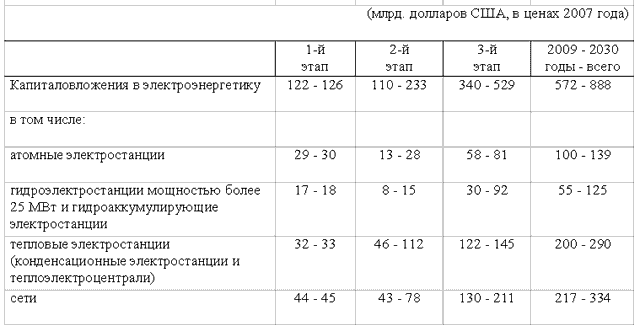 (млрд. долларов США, в ценах 2007 года)
1-й этап 2-й этап 3-й этап 2009 - 2030 годы - всего
Капиталовложения в электроэнергетику 122 - 126 110 - 233 340 - 529 572 - 888
в том числе:
атомные электростанции 29 - 30 13 - 28 58 - 81 100 - 139
гидроэлектростанции мощностью более 17 - 18 8 - 15 30 - 92 55 - 125
25 МВт и гидроаккумулирующие
электростанции
тепловые электростанции 32 - 33 46 - 112 122 - 145 200 - 290
(конденсационные электростанции и
теплоэлектроцентрали)
сети 44 - 45 43 - 78 130 - 211 217 - 334